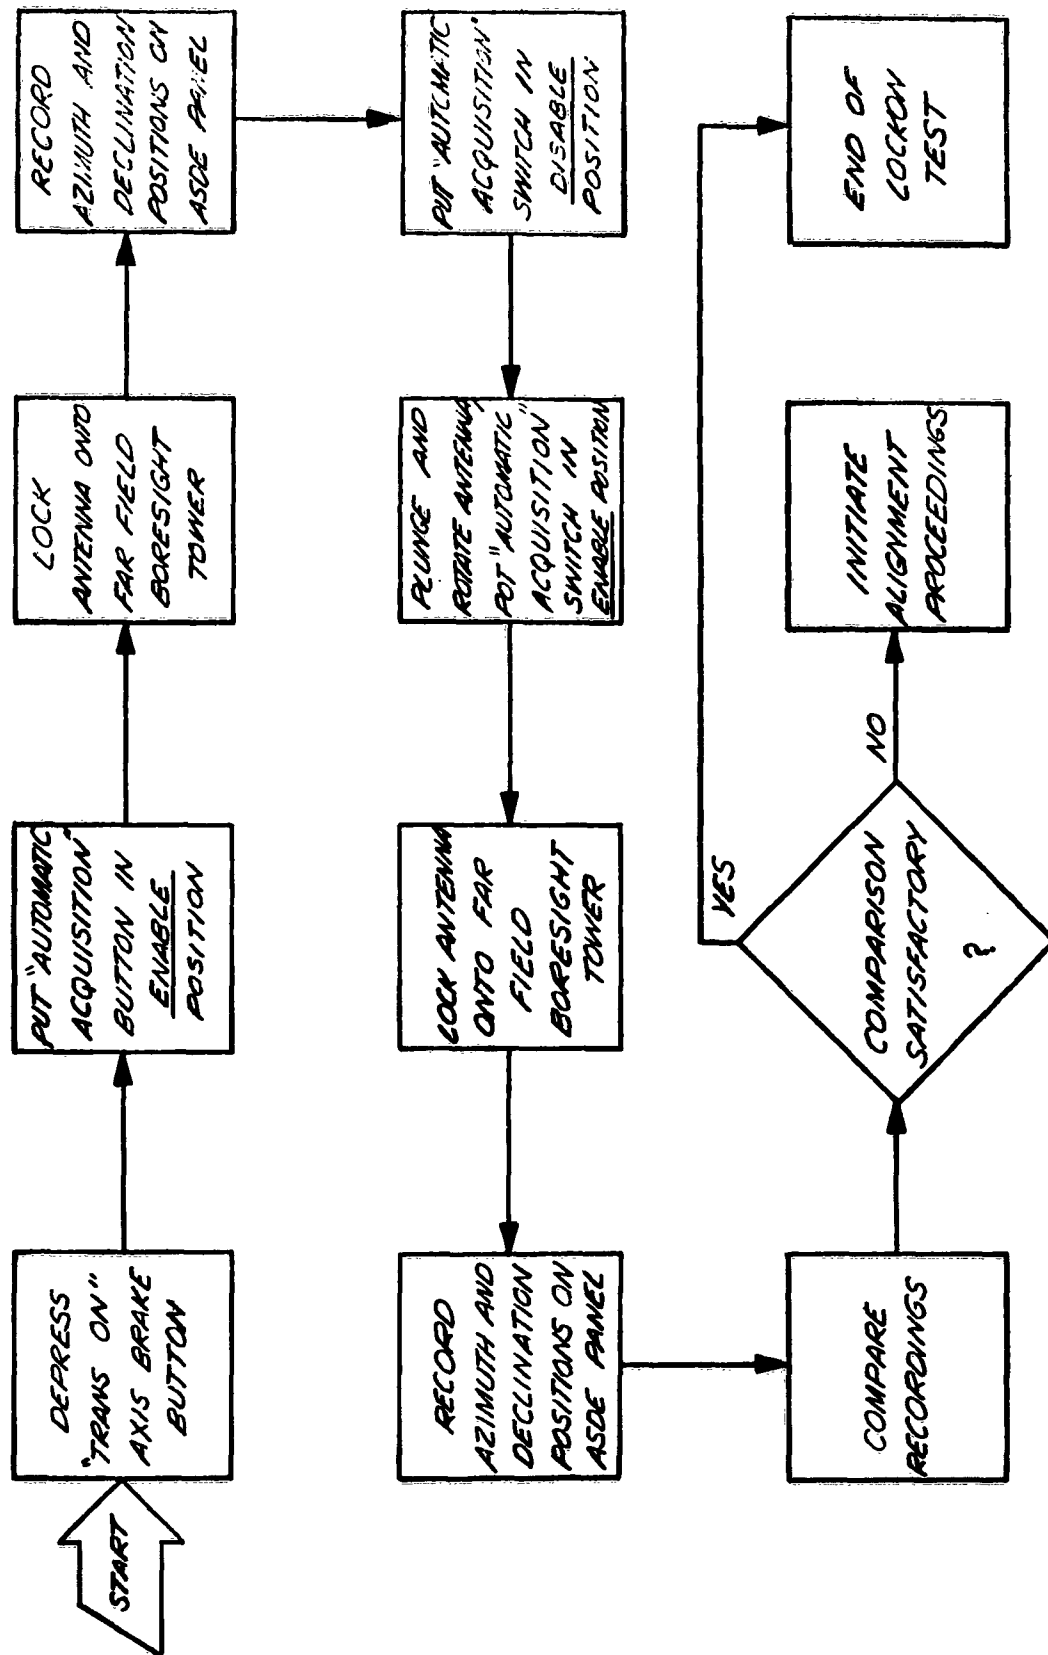 START
DEPRESS
"TRANS ON"
AXIS BRAKE
BUTTON
PUT "AUTOMATIC
ACQUISITION"
BUTTON IN
ENABLE
POSITION
LOCK
ANTENNA ONTO
FAR FIELD
BORESIGHT
TOWER
RECORD
AZIMUTH AND
DECLINATION
POSITIONS ON
ASDE PANEL
PUT "AUTOMATIC
ACQUISITION"
SWITCH IN
DISABLE
POSITION
PLUNGE AND
ROTATE ANTENNA,
POT "AUTOMATIC
ACQUISITION"
SWITCH IN
ENABLE POSITION
LOCK ANTENNA
ONTO FAR
FIELD
BORESIGHT
TOWER
RECORD
AZIMUTH AND
DECLINATION
POSITIONS ON
ASDE PANEL
COMPARE
RECORDINGS
COMPARISON
SATISFACTORY
?
YES
NO
INITIATE
ALIGNMENT
PROCEEDINGS
END OF
LOCKON
TEST